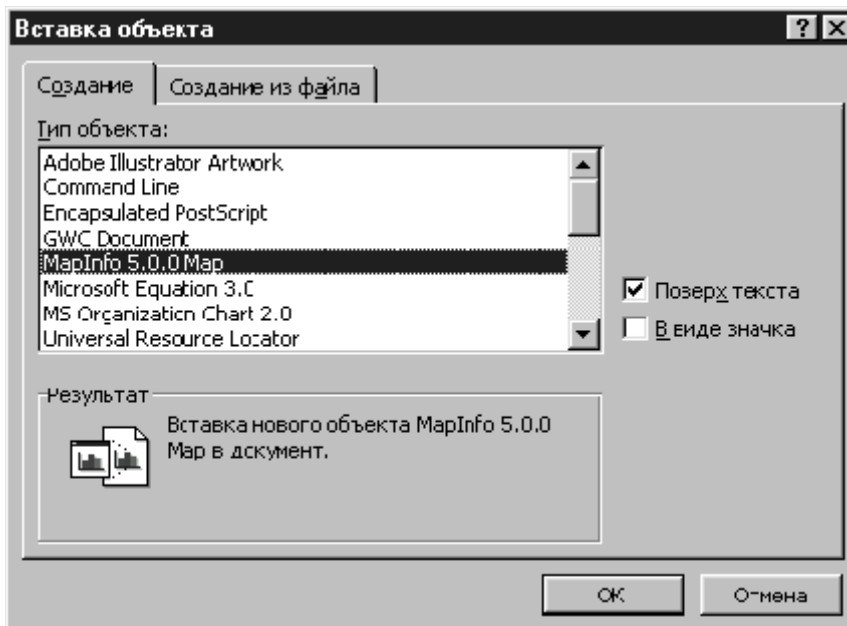 Вставка объекта
Создание
Создание из файла
Тип объекта:
Adobe Illustrator Artwork
Command Line
Encapsulated PostScript
GWC Document
MapInfo 5.0.0 Map
Microsoft Equation 3.0
MS Organization Chart 2.0
Universal Resource Locator
Поверх текста
В виде значка
Результат
Вставка нового объекта MapInfo 5.0.0
Map в документ.
OK
Отмена